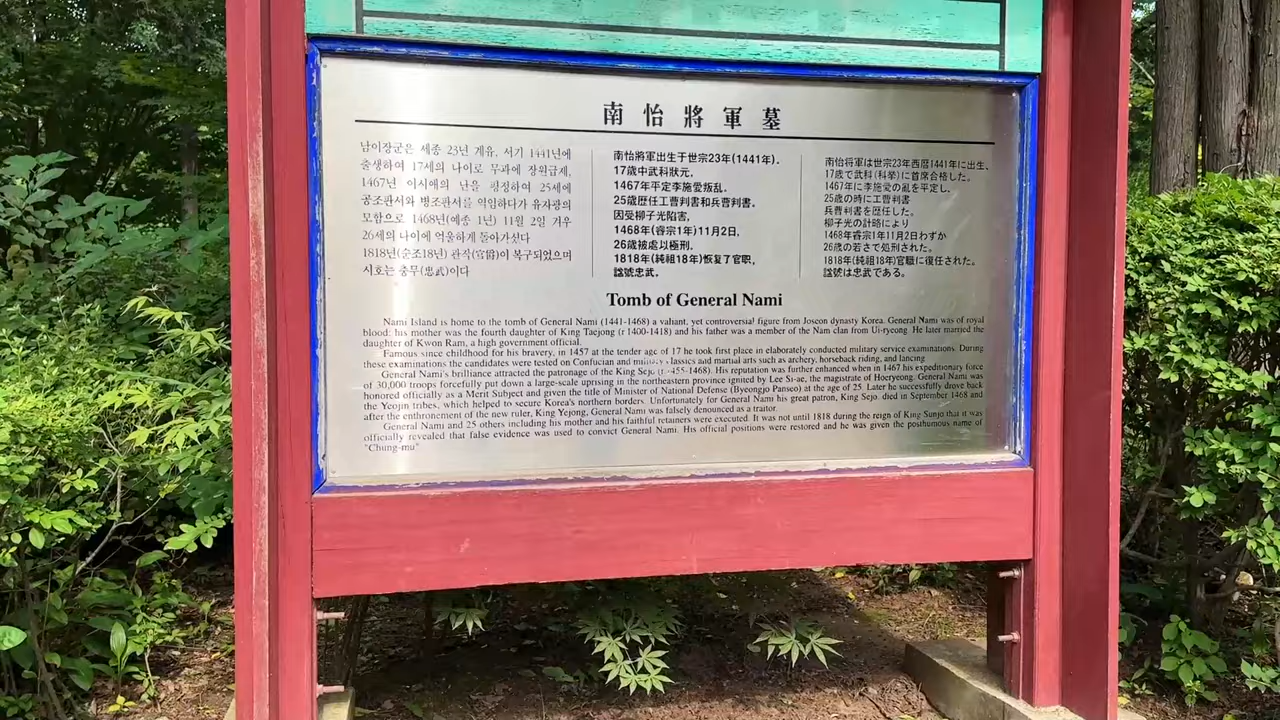 南怡將軍墓
남이장군은 세종 23년 계유, 서기 1441년에
출생하여 17세의 나이로 무과에 장원급제,
1467년 이시애의 난을 평정하여 25세에
공조판서와 병조판서를 역임하다가 유자광의
모함으로 1468년(예종 1년) 11월 2일 겨우
26세의 나이에 억울하게 돌아가셨다
1818년(순조18년) 관작(官爵)이 복구되었으며
시호는 충무(忠武)이다
南怡將軍出生于世宗23年(1441年).
17歲中武科狀元.
1467年平定李施愛叛乱.
25歲歴任工曹判書和兵曹判書.
因受柳子光陷害,
1468年(睿宗1年)11月2日,
26歲被處以極刑.
1818年(純祖18年)恢复了官职,
諡號忠武.
南怡将軍は世宗23年西暦1441年に出生、
17歳で武科(科挙)に首席合格した。
1467年に李施愛の亂を平定し、
25歳の時に工曹判書
兵曹判書を歴任した。
柳子光の計略により
1468年睿宗1年11月2日わずか
26歳の若さで処刑された。
1818年(純祖18年)官職に復任された。
諡號は忠武である。
Tomb of General Nami
Nami Island is home to the tomb of General Nami (1441-1468) a valiant, yet controversial figure from Joseon dynasty Korea. General Nami was of royal
blood: his mother was the fourth daughter of King Taejong (r 1400-1418) and his father was a member of the Nam clan from Ui-ryeong. He later married the
daughter of Kwon Ram, a high government official.
Famous since childhood for his bravery, in 1457 at the tender age of 17 he took first place in elaborately conducted military service examinations. During
these examinations the candidates were tested on Confucian and military classics and martial arts such as archery, horseback riding, and lancing
General Nami's brilliance attracted the patronage of the King Sejo (r. 1455-1468). His reputation was further enhanced when in 1467 his expeditionary force
of 30,000 troops forcefully put down a large-scale uprising in the northeastern province ignited by Lee Si-ae, the magistrate of Hoeryeong. General Nami was
honored officially as a Merit Subject and given the title of Minister of National Defense (Byeongjo Panseo) at the age of 25. Later he successfully drove back
the Yeojin tribes, which helped to secure Korea's northern borders. Unfortunately for General Nami his great patron, King Sejo. died in September 1468 and
after the enthronement of the new ruler, King Yejong, General Nami was falsely denounced as a traitor.
General Nami and 25 others including his mother and his faithful retainers were executed. It was not until 1818 during the reign of King Sunjo that it was
officially revealed that false evidence was used to convict General Nami. His official positions were restored and he was given the posthumous name of
"Chung-mu"